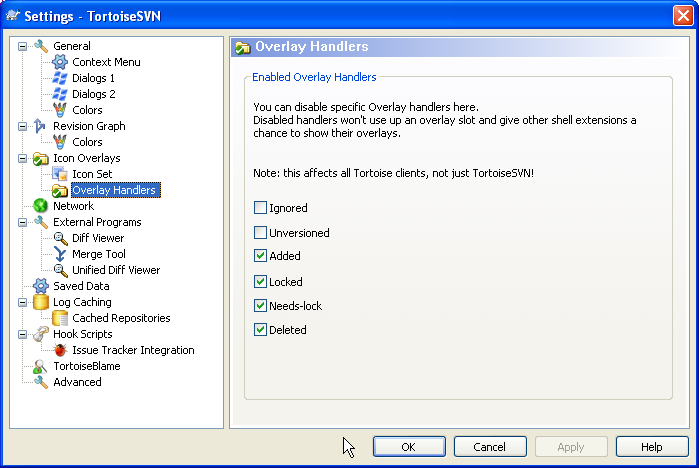 Settings - TortoiseSVN
General
Context Menu
Dialogs 1
Dialogs 2
Colors
Revision Graph
Colors
Icon Overlays
Icon Set
Overlay Handlers
Network
External Programs
Diff Viewer
Merge Tool
Unified Diff Viewer
Saved Data
Log Caching
Cached Repositories
Hook Scripts
Issue Tracker Integration
TortoiseBlame
Advanced
Overlay Handlers
Enabled Overlay Handlers
You can disable specific Overlay handlers here.
Disabled handlers won't use up an overlay slot and give other shell extensions a
chance to show their overlays.
Note: this affects all Tortoise clients, not just TortoiseSVN!
Ignored
Unversioned
Added
Locked
Needs-lock
Deleted
OK
Cancel
Apply
Help